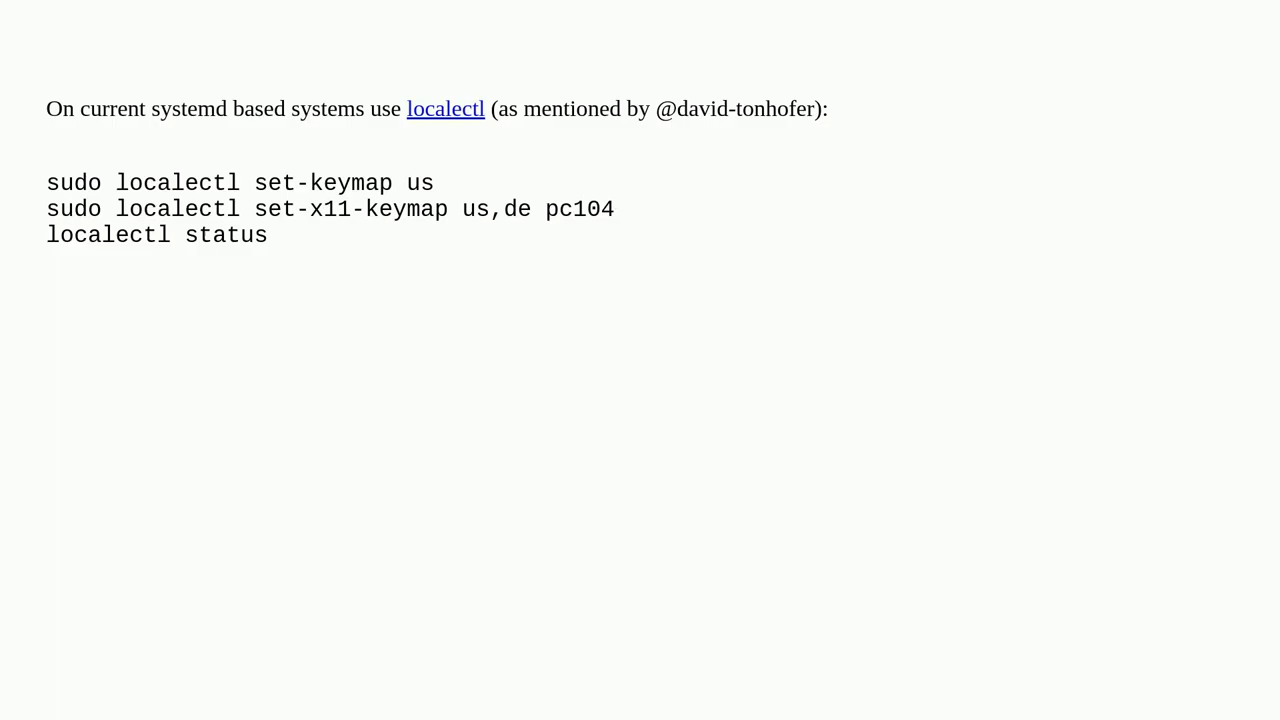 On current systemd based systems use localectl (as mentioned by @david-tonhofer):
sudo localectl set-keymap us
sudo localectl set-x11-keymap us,de pc104
localectl status